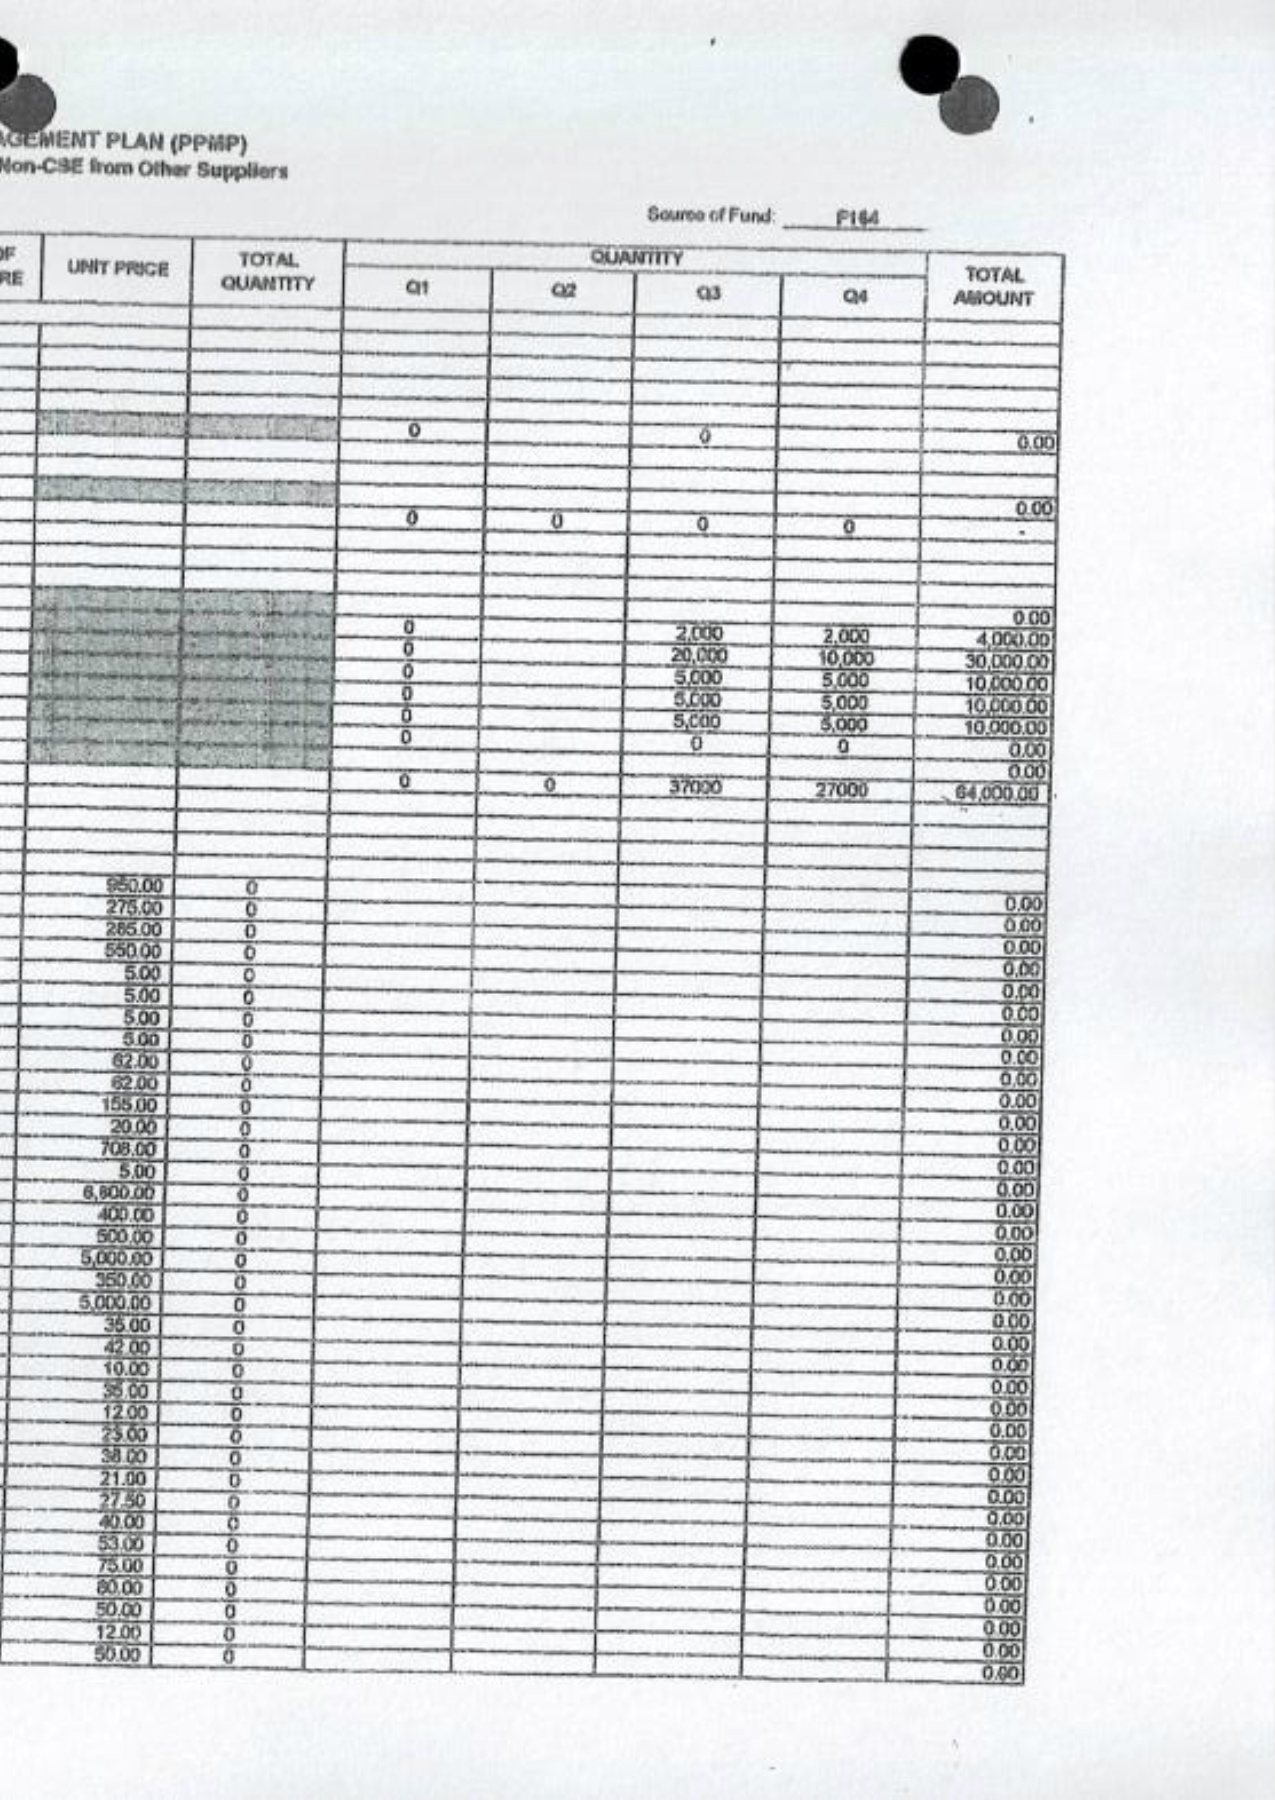 AGEMENT PLAN (PPMP)
Non-CSE from Other Suppliers
Source of Fund: F164
OF UNIT PRICE TOTAL QUANTITY TOTAL
RE QUANTITY Q1 Q2 Q3 Q4 AMOUNT
0 0 0.00
0.00
0 0 0 0 -
0.00
0 2,000 2,000 4,000.00
0 20,000 10,000 30,000.00
0 5,000 5,000 10,000.00
0 5,000 5,000 10,000.00
0 5,000 5,000 10,000.00
0 0 0 0.00
0.00
0 0 37000 27000 64,000.00
950.00 0 0.00
275.00 0 0.00
285.00 0 0.00
550.00 0 0.00
5.00 0 0.00
5.00 0 0.00
5.00 0 0.00
5.00 0 0.00
62.00 0 0.00
62.00 0 0.00
155.00 0 0.00
20.00 0 0.00
708.00 0 0.00
5.00 0 0.00
0 0.00
400.00 0 0.00
500.00 0 0.00
5,000.00 0 0.00
350.00 0 0.00
5,000.00 0 0.00
35.00 0 0.00
42.00 0 0.00
10.00 0 0.00
35.00 0 0.00
12.00 0 0.00
23.00 0 0.00
38.00 0 0.00
21.00 0 0.00
27.50 0 0.00
40.00 0 0.00
53.00 0 0.00
75.00 0 0.00
80.00 0 0.00
50.00 0 0.00
12.00 0 0.00
50.00 0 0.00